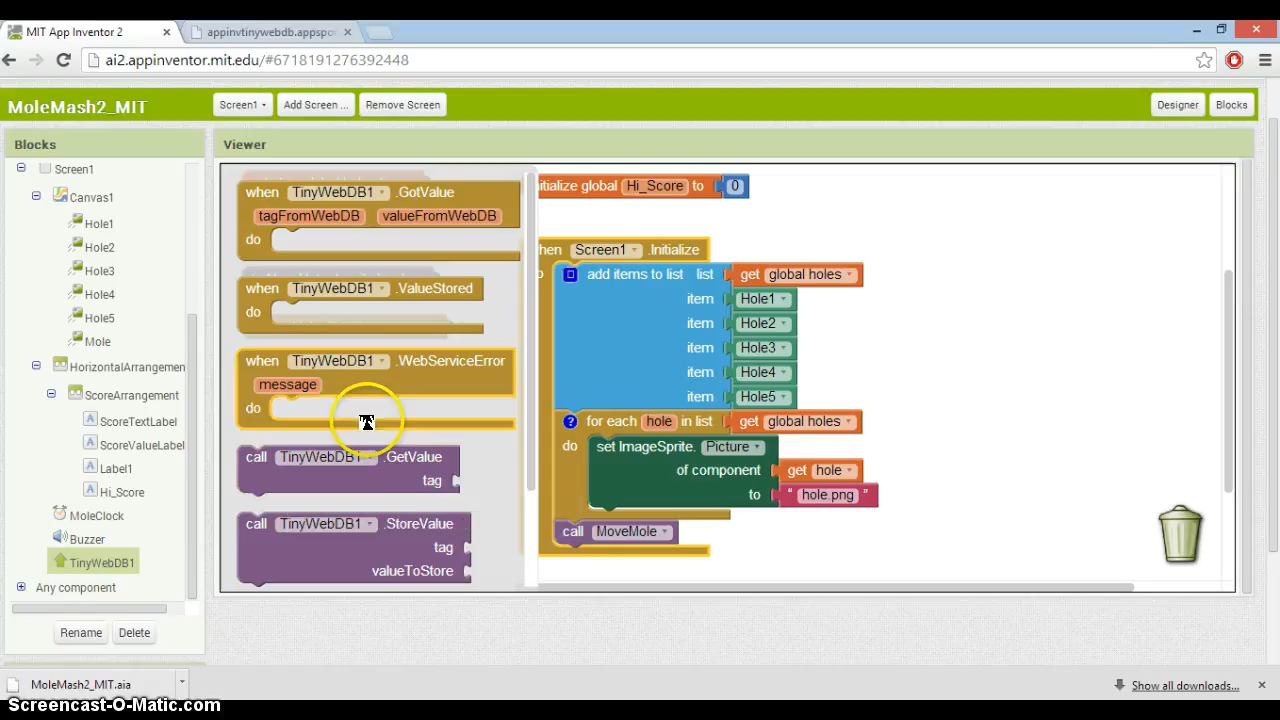 MIT App Inventor 2
appinvtinywebdb.appspo
ai2.appinventor.mit.edu/#6718191276392448
MoleMash2_MIT
Screen1
Add Screen ...
Remove Screen
Designer
Blocks
Blocks
Viewer
Screen1
Canvas1
Hole1
Hole2
Hole3
Hole4
Hole5
Mole
HorizontalArrangemen
ScoreArrangement
ScoreTextLabel
ScoreValueLabel
Label1
Hi_Score
MoleClock
Buzzer
TinyWebDB1
Any component
Rename
Delete
when TinyWebDB1 .GotValue
tagFromWebDB valueFromWebDB
do
when TinyWebDB1 .ValueStored
do
when TinyWebDB1 .WebServiceError
message
do
call TinyWebDB1 .GetValue
tag
call TinyWebDB1 .StoreValue
tag
valueToStore
itialize global Hi_Score to 0
hen Screen1 .Initialize
o add items to list list get global holes
item Hole1
item Hole2
item Hole3
item Hole4
item Hole5
for each hole in list get global holes
do set ImageSprite. Picture
of component get hole
to " hole.png "
call MoveMole
MoleMash2_MIT.aia
Show all downloads...
Screencast-O-Matic.com